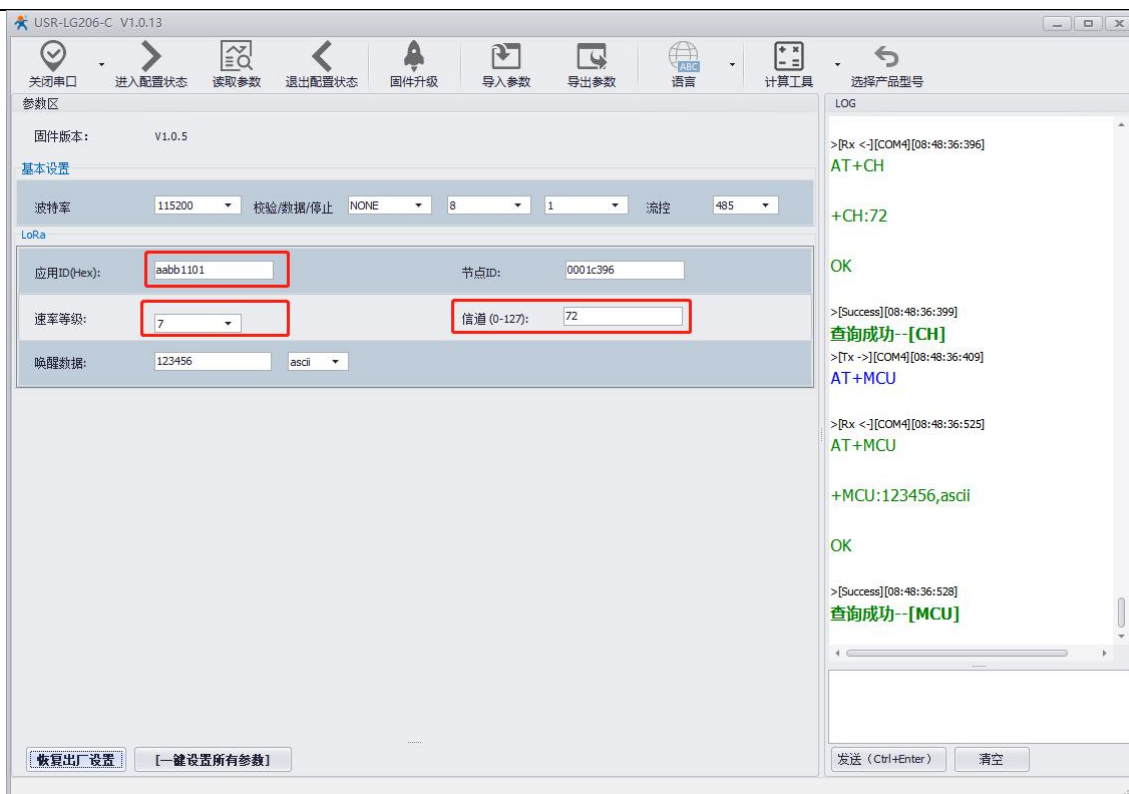 USR-LG206-C V1.0.13
关闭串口 进入配置状态 读取参数 退出配置状态 固件升级 导入参数 导出参数 ABC 语言 计算工具 选择产品型号
参数区
固件版本: V1.0.5
基本设置
波特率 115200 校验/数据/停止 NONE 8 1 流控 485
LoRa
应用ID(Hex): aabb1101 节点ID: 0001c396
速率等级: 7 信道(0-127): 72
唤醒数据: 123456 ascii
恢复出厂设置 [一键设置所有参数]
LOG
>[Rx <-][COM4][08:48:36:396]
AT+CH
+CH:72
OK
>[Success][08:48:36:399]
查询成功--[CH]
>[Tx ->][COM4][08:48:36:409]
AT+MCU
>[Rx <-][COM4][08:48:36:525]
AT+MCU
+MCU:123456,ascii
OK
>[Success][08:48:36:528]
查询成功--[MCU]
发送(Ctrl+Enter) 清空